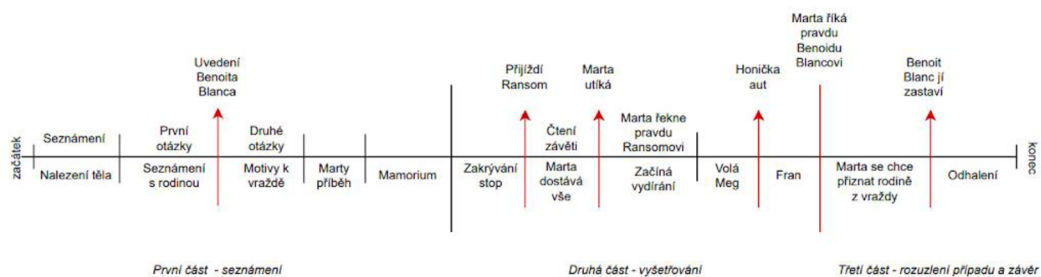 začátek
Seznámení
Nalezení těla
První
otázky
Seznámení
s rodinou
Uvedení
Benoita
Blanca
Druhé
otázky
Motivy k
vraždě
Marty
příběh
Mamorium
Zakrývání
stop
Přijíždí
Ransom
Čtení
závěti
Marta
dostává
vše
Marta
utíká
Marta řekne
pravdu
Ransomovi
Začíná
vydírání
Volá
Meg
Honička
aut
Fran
Marta říká
pravdu
Benoidu
Blancovi
Marta se chce
přiznat rodině
z vraždy
Benoit
Blanc jí
zastaví
Odhalení
konec
První část - seznámení
Druhá část - vyšetřování
Třetí část - rozuzlení případu a závěr